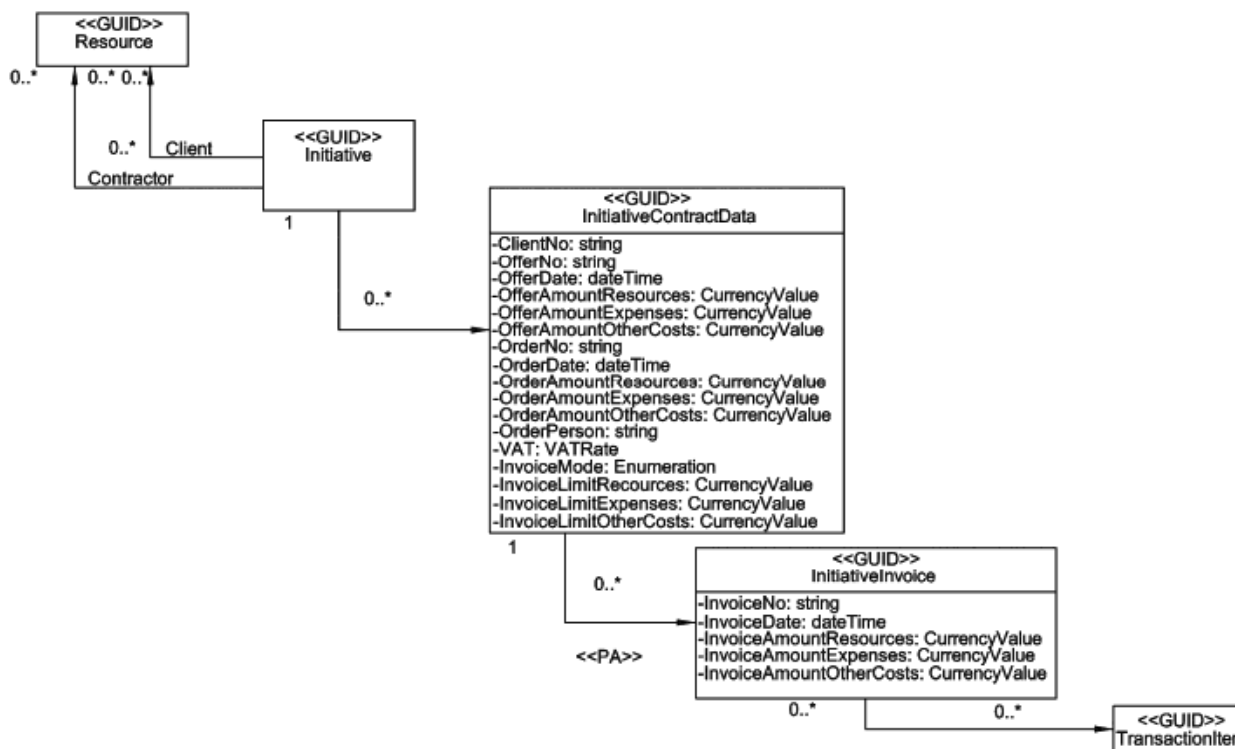 <<GUID>>
Resource
0..*
0..* 0..*
0..*
Client
Contractor
<<GUID>>
Initiative
1
0..*
<<GUID>>
InitiativeContractData
-ClientNo: string
-OfferNo: string
-OfferDate: dateTime
-OfferAmountResources: CurrencyValue
-OfferAmountExpenses: CurrencyValue
-OfferAmountOtherCosts: CurrencyValue
-OrderNo: string
-OrderDate: dateTime
-OrderAmountResources: CurrencyValue
-OrderAmountExpenses: CurrencyValue
-OrderAmountOtherCosts: CurrencyValue
-OrderPerson: string
-VAT: VATRate
-InvoiceMode: Enumeration
-InvoiceLimitRecources: CurrencyValue
-InvoiceLimitExpenses: CurrencyValue
-InvoiceLimitOtherCosts: CurrencyValue
1
0..*
<<PA>>
<<GUID>>
InitiativeInvoice
-InvoiceNo: string
-InvoiceDate: dateTime
-InvoiceAmountResources: CurrencyValue
-InvoiceAmountExpenses: CurrencyValue
-InvoiceAmountOtherCosts: CurrencyValue
0..*
0..*
<<GUID>>
TransactionIter